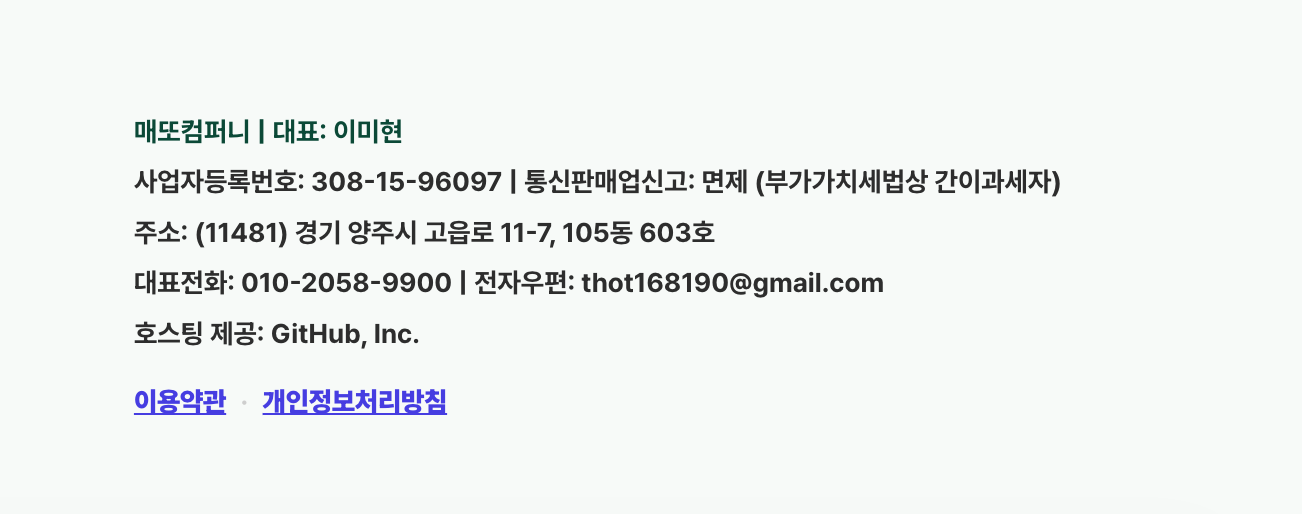 매또컴퍼니 | 대표: 이미현
사업자등록번호: 308-15-96097 | 통신판매업신고: 면제 (부가가치세법상 간이과세자)
주소: (11481) 경기 양주시 고읍로 11-7, 105동 603호
대표전화: 010-2058-9900 | 전자우편: thot168190@gmail.com
호스팅 제공: GitHub, Inc.
이용약관 · 개인정보처리방침